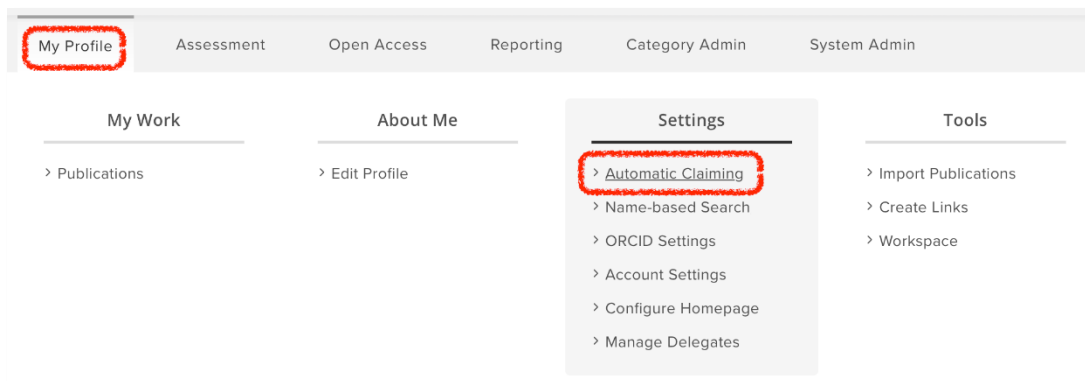 My Profile Assessment Open Access Reporting Category Admin System Admin
My Work About Me Settings Tools
> Publications > Edit Profile > Automatic Claiming > Import Publications
> Name-based Search > Create Links
> ORCID Settings > Workspace
> Account Settings
> Configure Homepage
> Manage Delegates